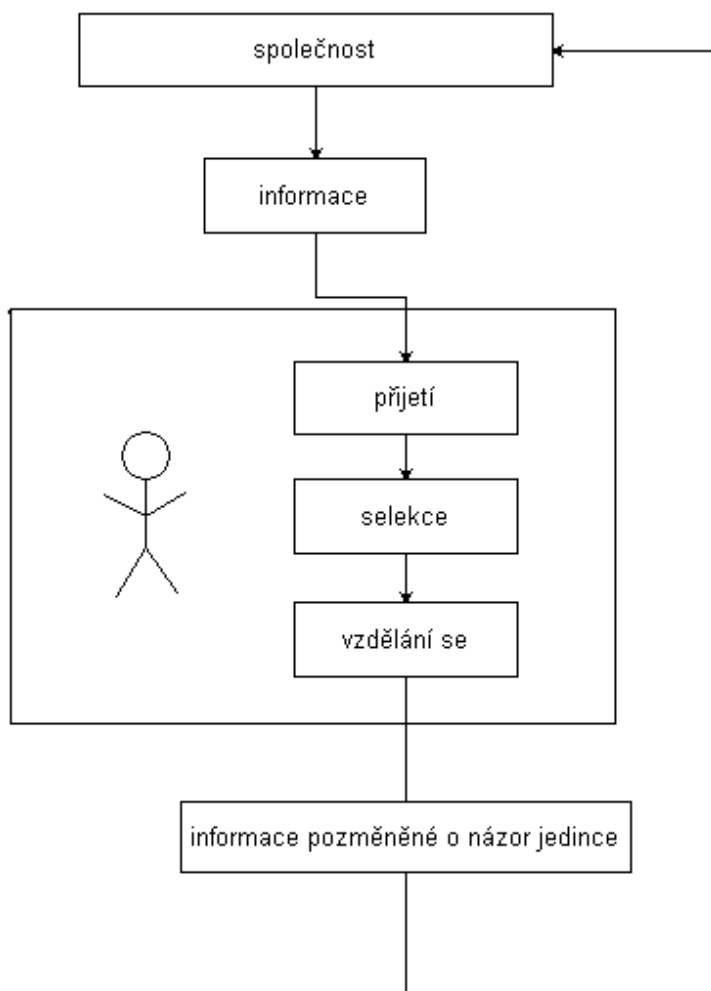 společnost
informace
přijetí
selekce
vzdělání se
informace pozměněné o názor jedince